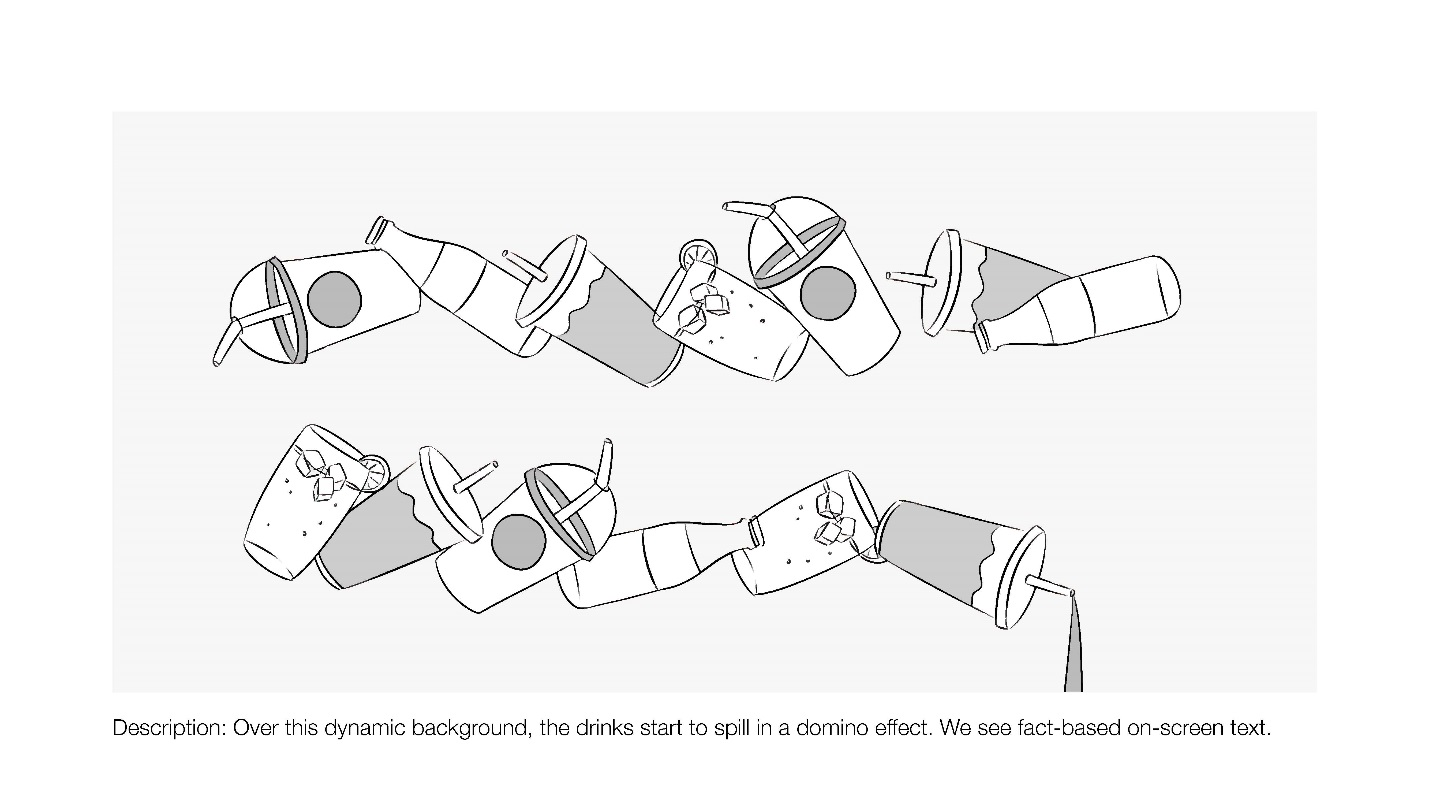 Description: Over this dynamic background, the drinks start to spill in a domino effect. We see fact-based on-screen text.